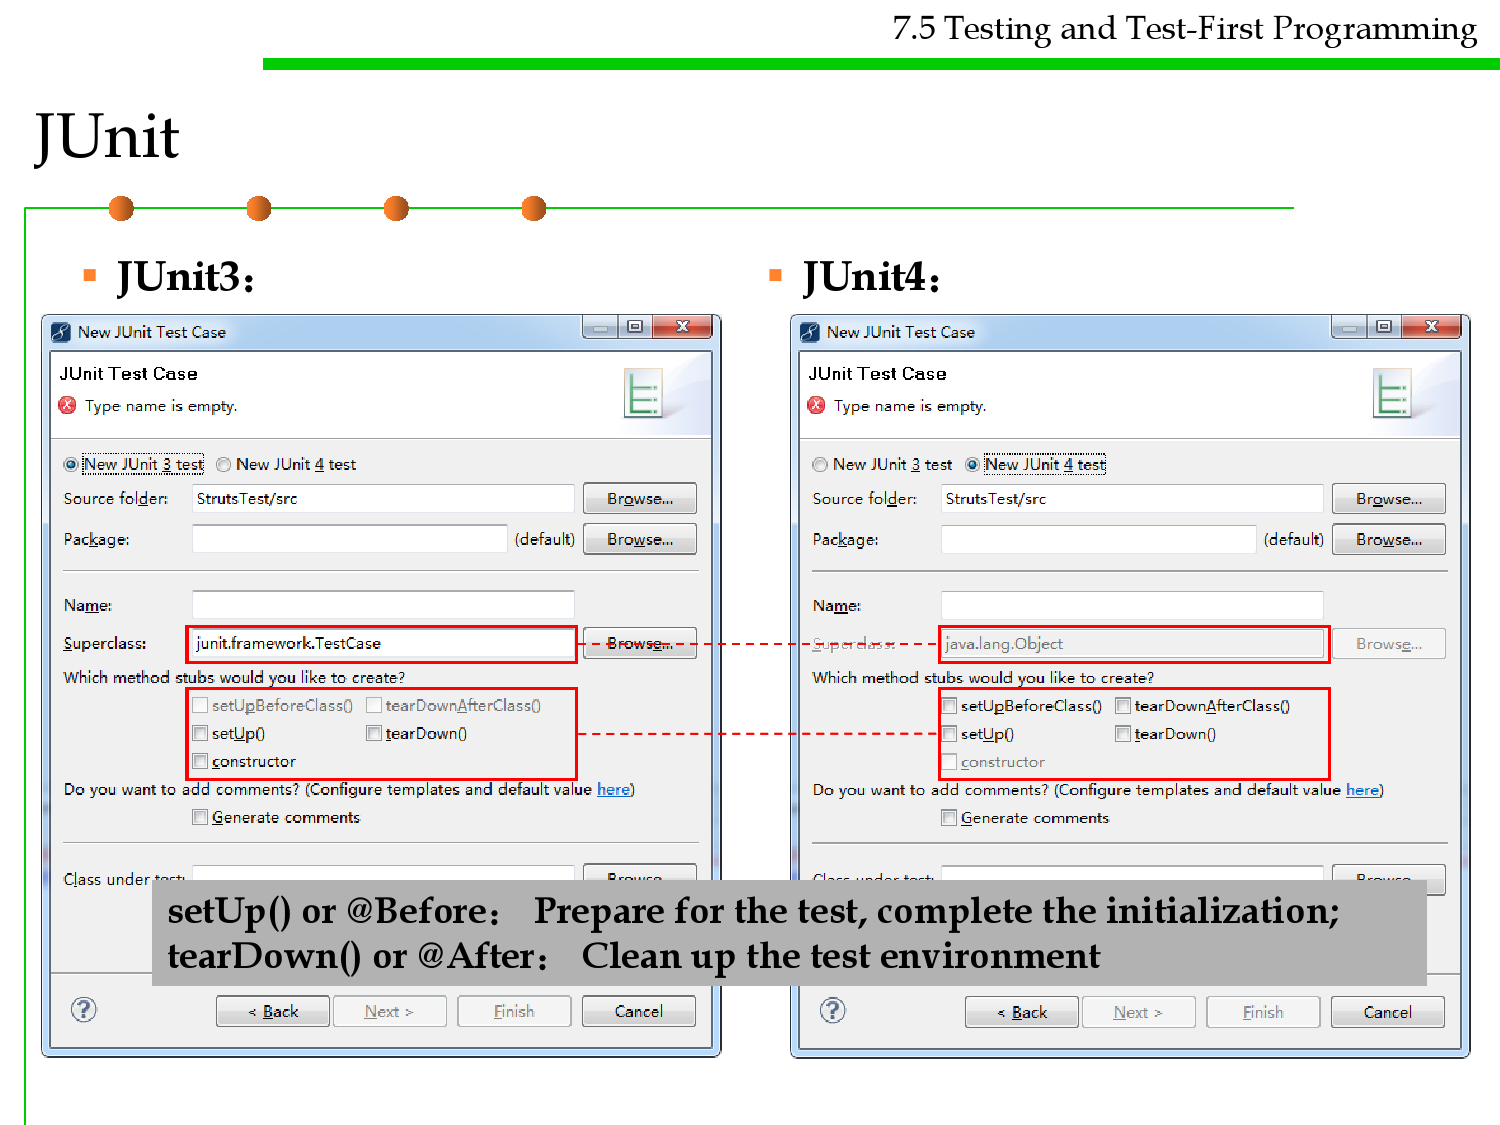 7.5 Testing and Test-First Programming
JUnit
JUnit3：
New JUnit Test Case
JUnit Test Case
Type name is empty.
New JUnit 3 test New JUnit 4 test
Source folder: StrutsTest/src Browse...
Package: (default) Browse...
Name:
Superclass: junit.framework.TestCase Browse...
Which method stubs would you like to create?
setUpBeforeClass() tearDownAfterClass()
setUp() tearDown()
constructor
Do you want to add comments? (Configure templates and default value here)
Generate comments
Class under test: Browse...
< Back Next > Finish Cancel
JUnit4：
New JUnit Test Case
JUnit Test Case
Type name is empty.
New JUnit 3 test New JUnit 4 test
Source folder: StrutsTest/src Browse...
Package: (default) Browse...
Name:
Superclass: java.lang.Object Browse...
Which method stubs would you like to create?
setUpBeforeClass() tearDownAfterClass()
setUp() tearDown()
constructor
Do you want to add comments? (Configure templates and default value here)
Generate comments
Class under test: Browse...
< Back Next > Finish Cancel
setUp() or @Before： Prepare for the test, complete the initialization;
tearDown() or @After： Clean up the test environment